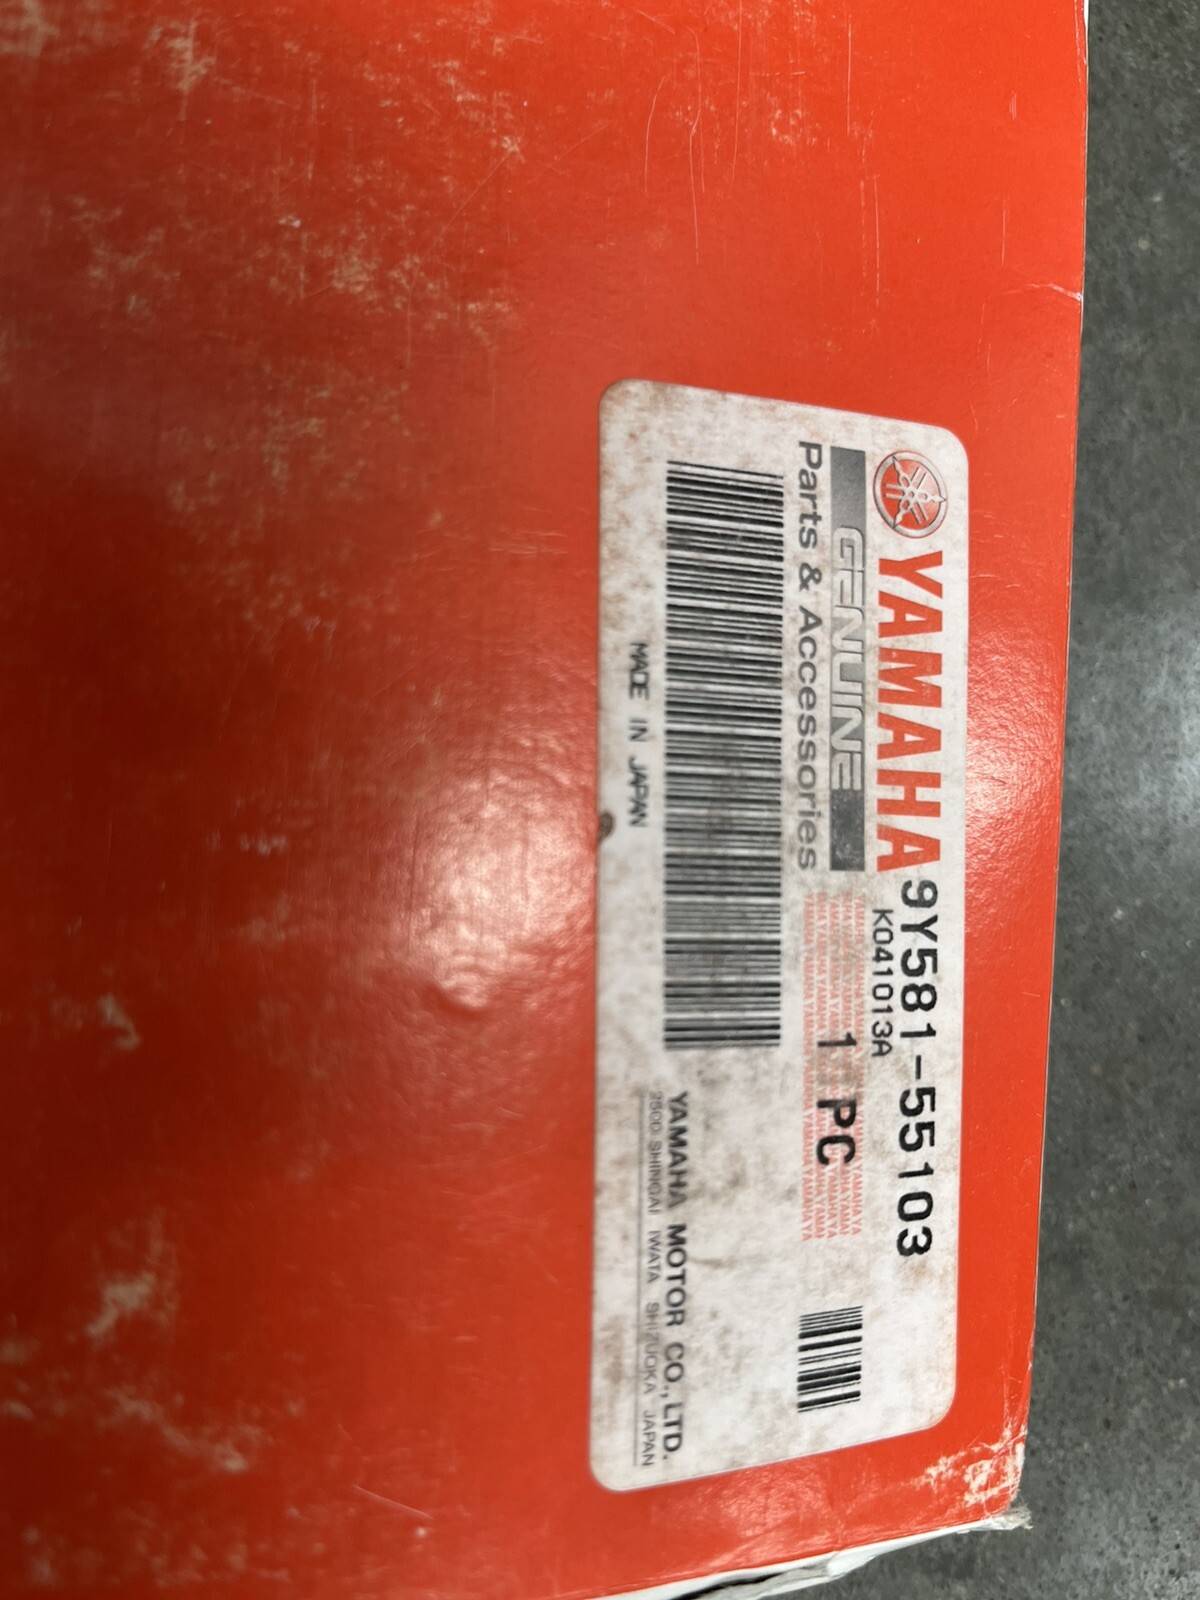 YAMAHA
9Y581-55103
K041013A
GENUINE
Parts & Accessories
1 PC
MADE IN JAPAN
YAMAHA MOTOR CO., LTD.
2500 SHINGAI IWATA SHIZUOKA JAPAN